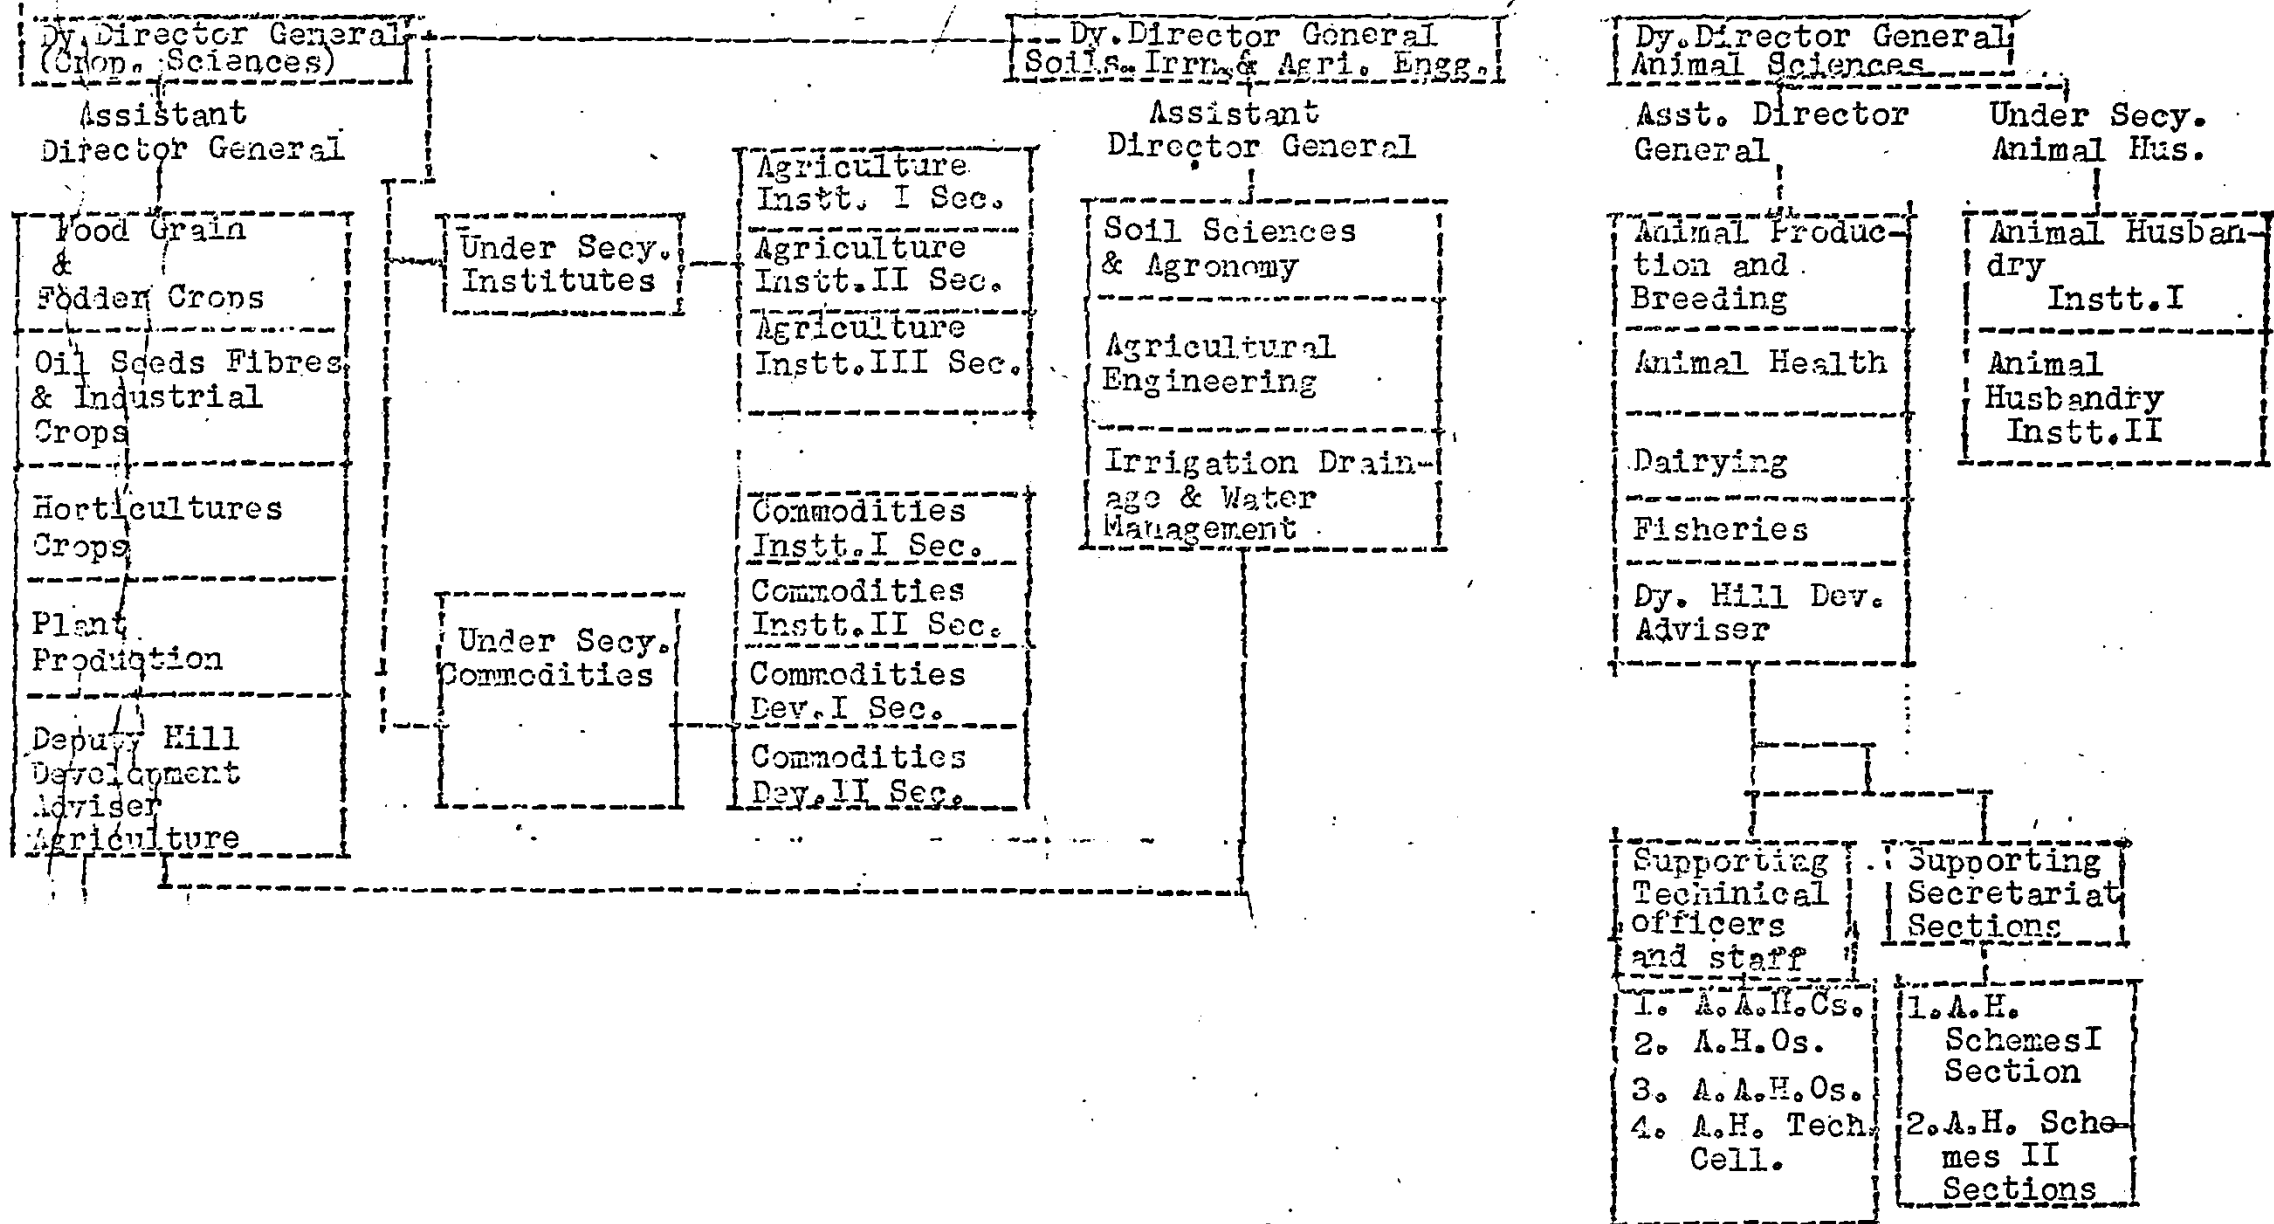 Dy. Director General
(Crop. Sciences)
Assistant
Director General
Food Grain
&
Fodder Crops
Oil Seeds Fibres
& Industrial
Crops
Horticultures
Crops
Plant
Production
Deputy Hill
Development
Adviser
Agriculture
Under Secy.
Institutes
Under Secy.
Commodities
Agriculture
Instt. I Sec.
Agriculture
Instt.II Sec.
Agriculture
Instt.III Sec.
Commodities
Instt.I Sec.
Commodities
Instt.II Sec.
Commodities
Dev.I Sec.
Commodities
Dev.II Sec.
Dy.Director General
Soils. Irrn.& Agri. Engg.
Assistant
Director General
Soil Sciences
& Agronomy
Agricultural
Engineering
Irrigation Drain-
age & Water
Management
Dy.Director General
Animal Sciences
Asst. Director
General
Animal Produc-
tion and
Breeding
Animal Health
Dairying
Fisheries
Dy. Hill Dev.
Adviser
Under Secy.
Animal Hus.
Animal Husban-
dry
Instt.I
Animal
Husbandry
Instt.II
Supporting
Techinical
officers
and staff
1. A.A.H.Cs.
2. A.H.Os.
3. A.A.H.Os.
4. A.H. Tech.
Cell.
Supporting
Secretariat
Sections
1.A.H.
SchemesI
Section
2.A.H. Sche-
mes II
Sections